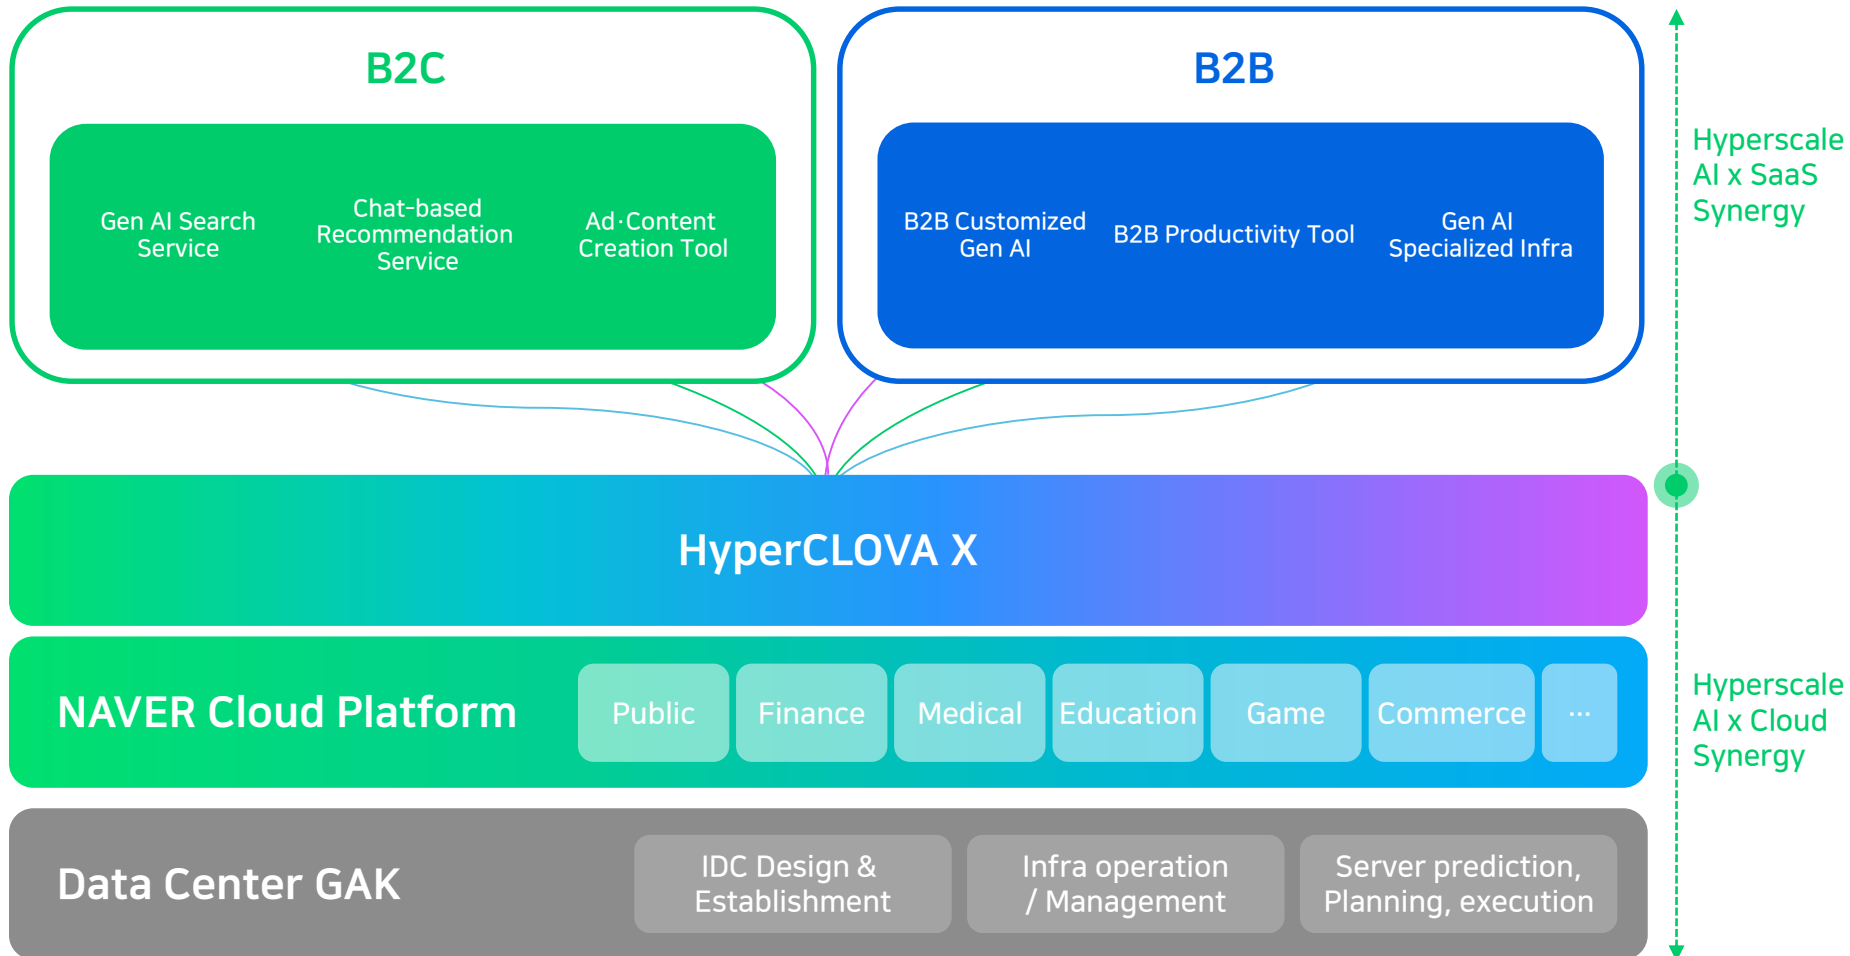 B2C
Gen AI Search
Service
Chat-based
Recommendation
Service
Ad·Content
Creation Tool
B2B
B2B Customized
Gen AI
B2B Productivity Tool
Gen AI
Specialized Infra
Hyperscale
AI x SaaS
Synergy
HyperCLOVA X
NAVER Cloud Platform
Public
Finance
Medical
Education
Game
Commerce
···
Hyperscale
AI x Cloud
Synergy
Data Center GAK
IDC Design &
Establishment
Infra operation
/ Management
Server prediction,
Planning, execution